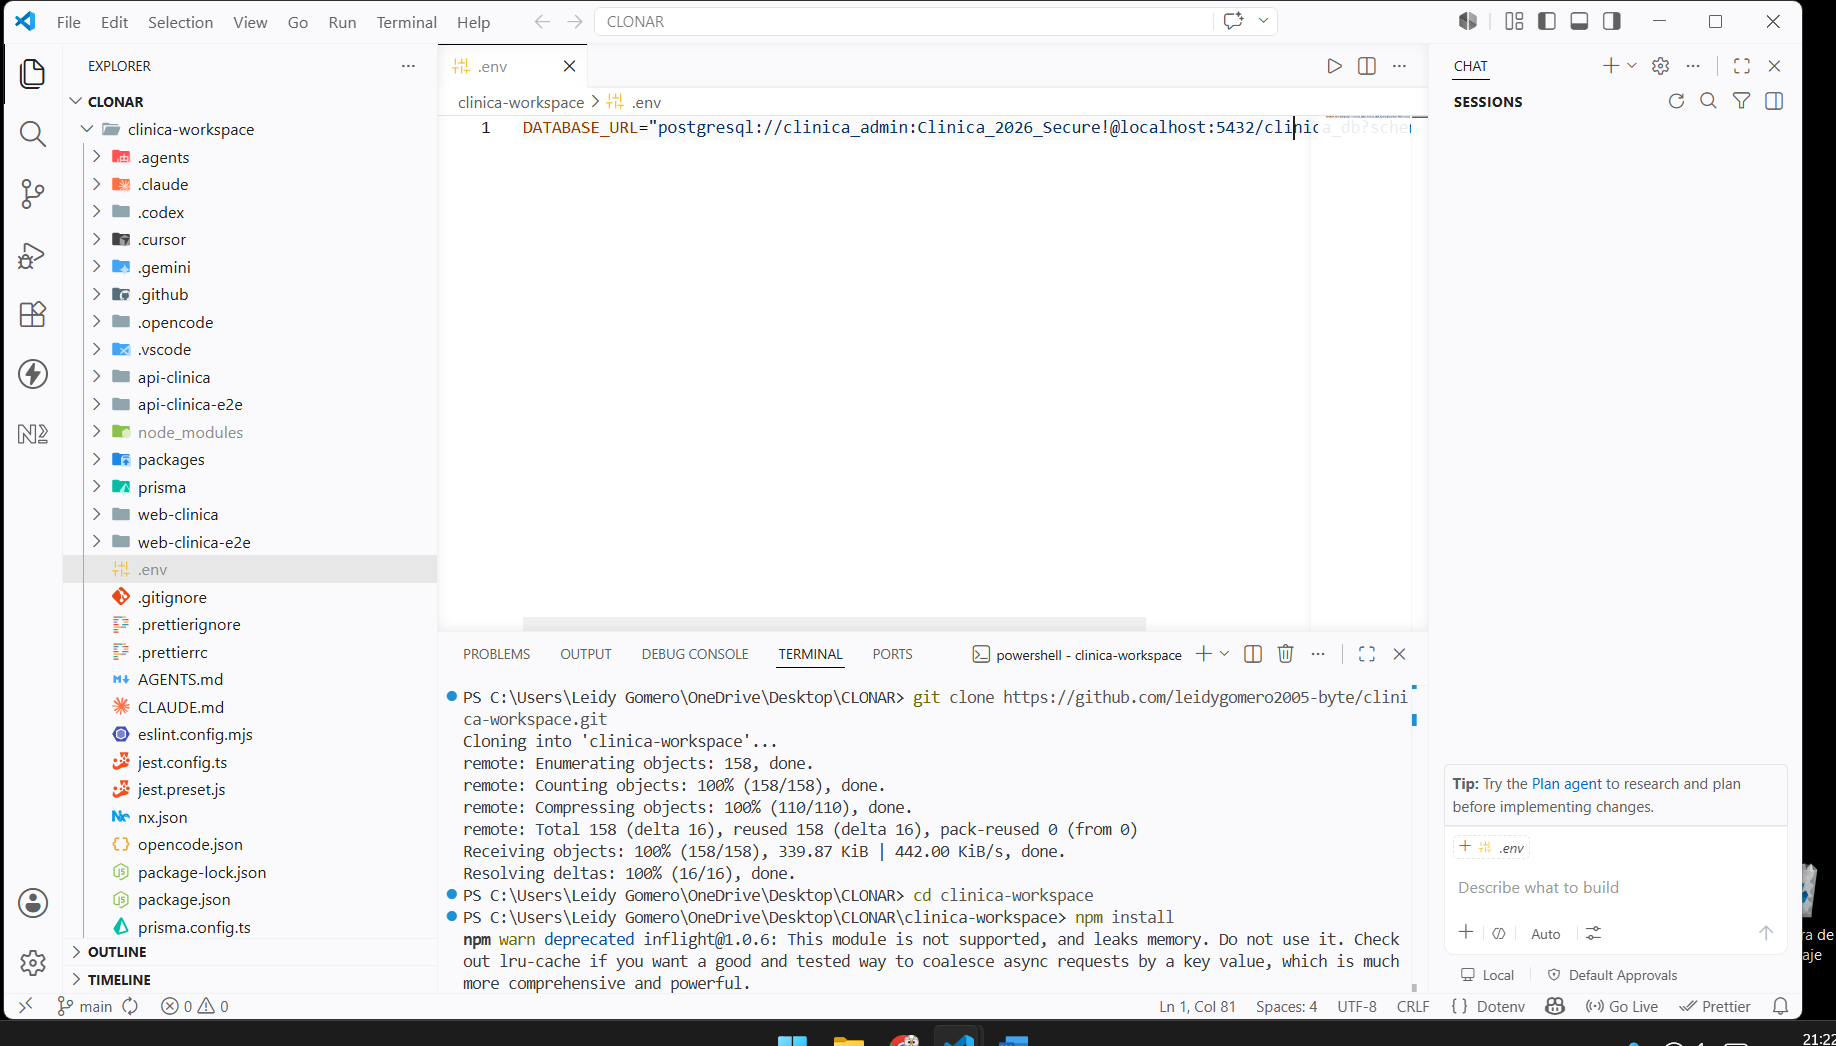 File Edit Selection View Go Run Terminal Help
CLONAR
EXPLORER
CLONAR
clinica-workspace
.agents
.claude
.codex
.cursor
.gemini
.github
.opencode
.vscode
api-clinica
api-clinica-e2e
node_modules
packages
prisma
web-clinica
web-clinica-e2e
.env
.gitignore
.prettierignore
.prettierrc
AGENTS.md
CLAUDE.md
eslint.config.mjs
jest.config.ts
jest.preset.js
nx.json
opencode.json
package-lock.json
package.json
prisma.config.ts
OUTLINE
TIMELINE
.env
clinica-workspace > .env
1 DATABASE_URL="postgresql://clinica_admin:Clinica_2026_Secure!@localhost:5432/clinica_db?schem
PROBLEMS OUTPUT DEBUG CONSOLE TERMINAL PORTS
powershell - clinica-workspace
PS C:\Users\Leidy Gomero\OneDrive\Desktop\CLONAR> git clone https://github.com/leidygomero2005-byte/clini
ca-workspace.git
Cloning into 'clinica-workspace'...
remote: Enumerating objects: 158, done.
remote: Counting objects: 100% (158/158), done.
remote: Compressing objects: 100% (110/110), done.
remote: Total 158 (delta 16), reused 158 (delta 16), pack-reused 0 (from 0)
Receiving objects: 100% (158/158), 339.87 KiB | 442.00 KiB/s, done.
Resolving deltas: 100% (16/16), done.
PS C:\Users\Leidy Gomero\OneDrive\Desktop\CLONAR> cd clinica-workspace
PS C:\Users\Leidy Gomero\OneDrive\Desktop\CLONAR\clinica-workspace> npm install
npm warn deprecated inflight@1.0.6: This module is not supported, and leaks memory. Do not use it. Check
out lru-cache if you want a good and tested way to coalesce async requests by a key value, which is much
more comprehensive and powerful.
CHAT
SESSIONS
Tip: Try the Plan agent to research and plan
before implementing changes.
.env
Describe what to build
Auto
Local Default Approvals
main 0 0
Ln 1, Col 81 Spaces: 4 UTF-8 CRLF { } Dotenv Go Live Prettier
ra de
aje
21:22